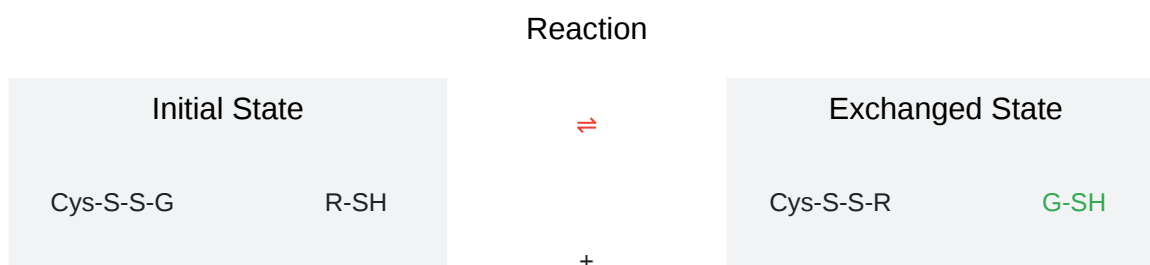 Reaction
Initial State
Exchanged State
⇌
Cys-S-S-G
R-SH
Cys-S-S-R
G-SH
+